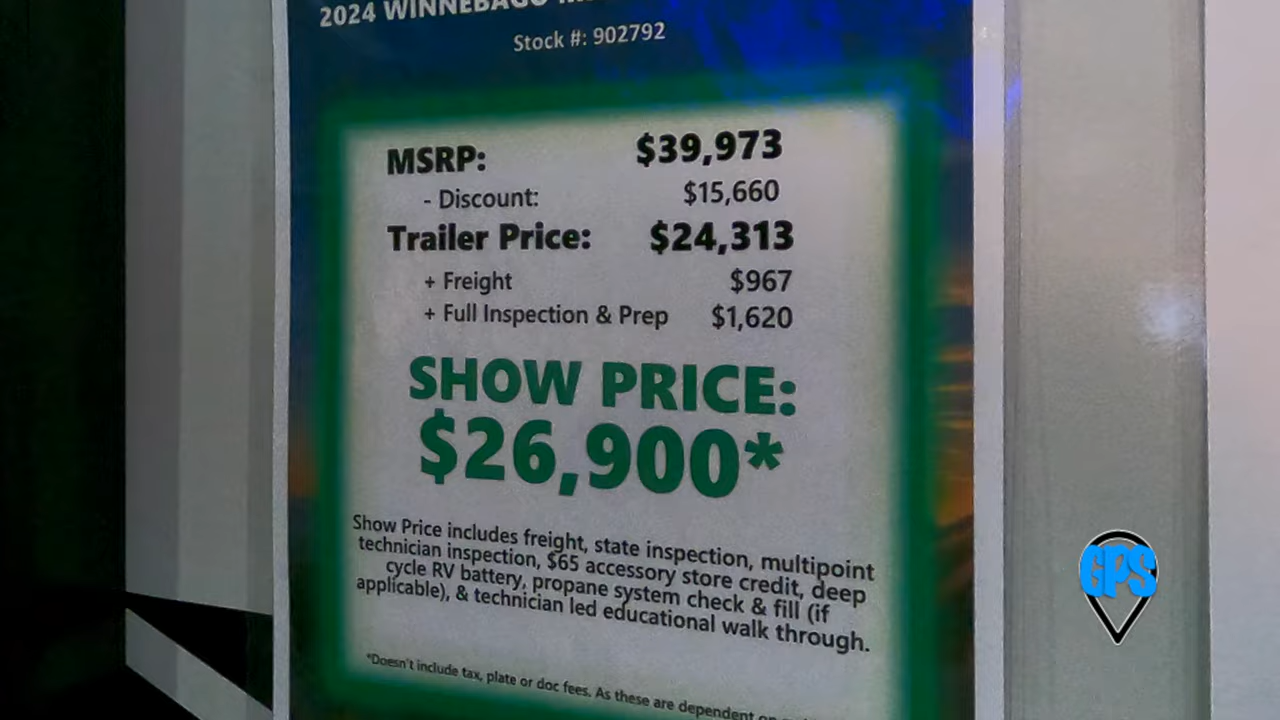 2024 WINNEBAGO
Stock #: 902792
MSRP: $39,973
- Discount: $15,660
Trailer Price: $24,313
+ Freight $967
+ Full Inspection & Prep $1,620
SHOW PRICE:
$26,900*
Show Price includes freight, state inspection, multipoint
technician inspection, $65 accessory store credit, deep
cycle RV battery, propane system check & fill (if
applicable), & technician led educational walk through.
*Doesn't include tax, plate or doc fees. As these are dependent on
GPS